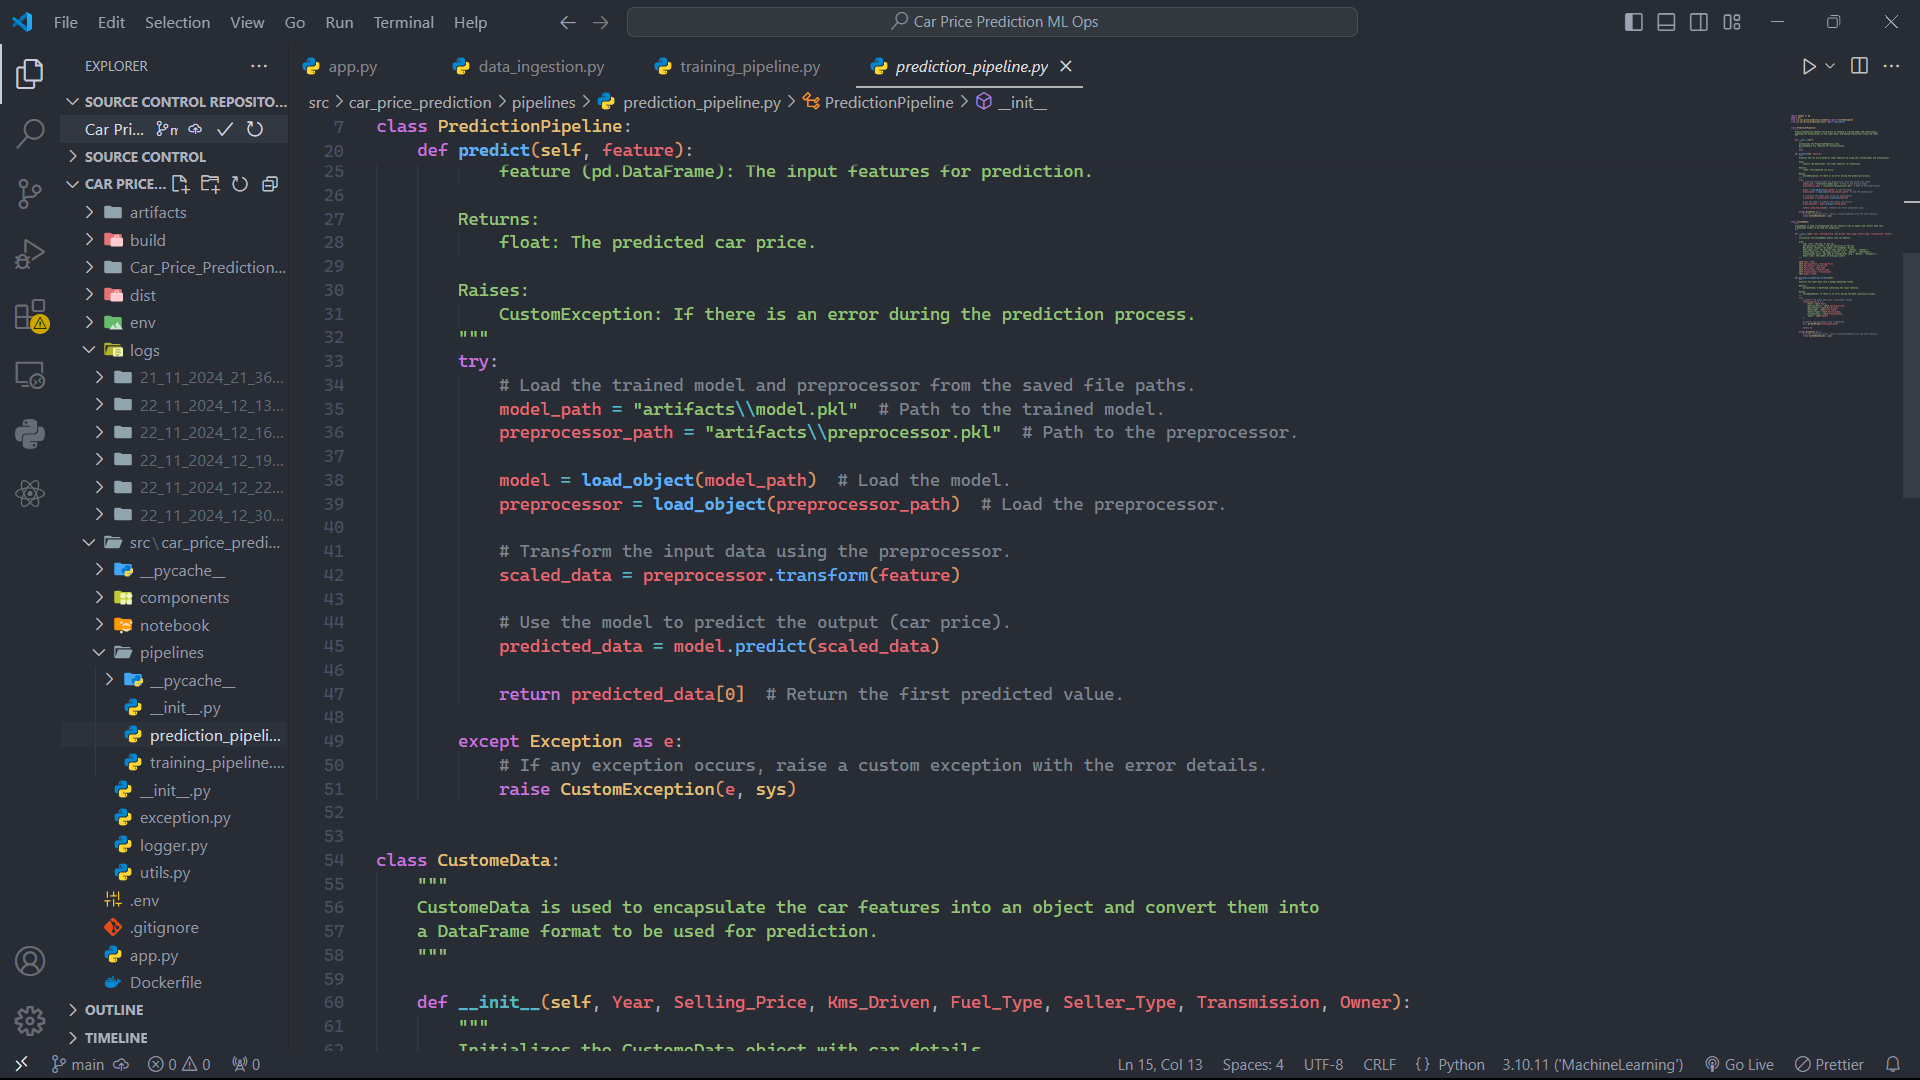 File Edit Selection View Go Run Terminal Help
Car Price Prediction ML Ops
EXPLORER
SOURCE CONTROL REPOSITO...
Car Pri...
SOURCE CONTROL
CAR PRICE...
artifacts
build
Car_Price_Prediction...
dist
env
logs
21_11_2024_21_36...
22_11_2024_12_13...
22_11_2024_12_16...
22_11_2024_12_19...
22_11_2024_12_22...
22_11_2024_12_30...
src\car_price_predi...
__pycache__
components
notebook
pipelines
__pycache__
__init__.py
prediction_pipeli...
training_pipeline....
__init__.py
exception.py
logger.py
utils.py
.env
.gitignore
app.py
Dockerfile
OUTLINE
TIMELINE
app.py data_ingestion.py training_pipeline.py prediction_pipeline.py
src > car_price_prediction > pipelines > prediction_pipeline.py > PredictionPipeline > __init__
7 class PredictionPipeline:
20     def predict(self, feature):
25             feature (pd.DataFrame): The input features for prediction.
26
27         Returns:
28             float: The predicted car price.
29
30         Raises:
31             CustomException: If there is an error during the prediction process.
32         """
33         try:
34             # Load the trained model and preprocessor from the saved file paths.
35             model_path = "artifacts\\model.pkl"  # Path to the trained model.
36             preprocessor_path = "artifacts\\preprocessor.pkl"  # Path to the preprocessor.
37
38             model = load_object(model_path)  # Load the model.
39             preprocessor = load_object(preprocessor_path)  # Load the preprocessor.
40
41             # Transform the input data using the preprocessor.
42             scaled_data = preprocessor.transform(feature)
43
44             # Use the model to predict the output (car price).
45             predicted_data = model.predict(scaled_data)
46
47             return predicted_data[0]  # Return the first predicted value.
48
49         except Exception as e:
50             # If any exception occurs, raise a custom exception with the error details.
51             raise CustomException(e, sys)
52
53
54 class CustomeData:
55     """
56     CustomeData is used to encapsulate the car features into an object and convert them into
57     a DataFrame format to be used for prediction.
58     """
59
60     def __init__(self, Year, Selling_Price, Kms_Driven, Fuel_Type, Seller_Type, Transmission, Owner):
61         """
62         Initializes the CustomeData object with car details
main 0 0 0 Ln 15, Col 13 Spaces: 4 UTF-8 CRLF {} Python 3.10.11 ('MachineLearning') Go Live Prettier